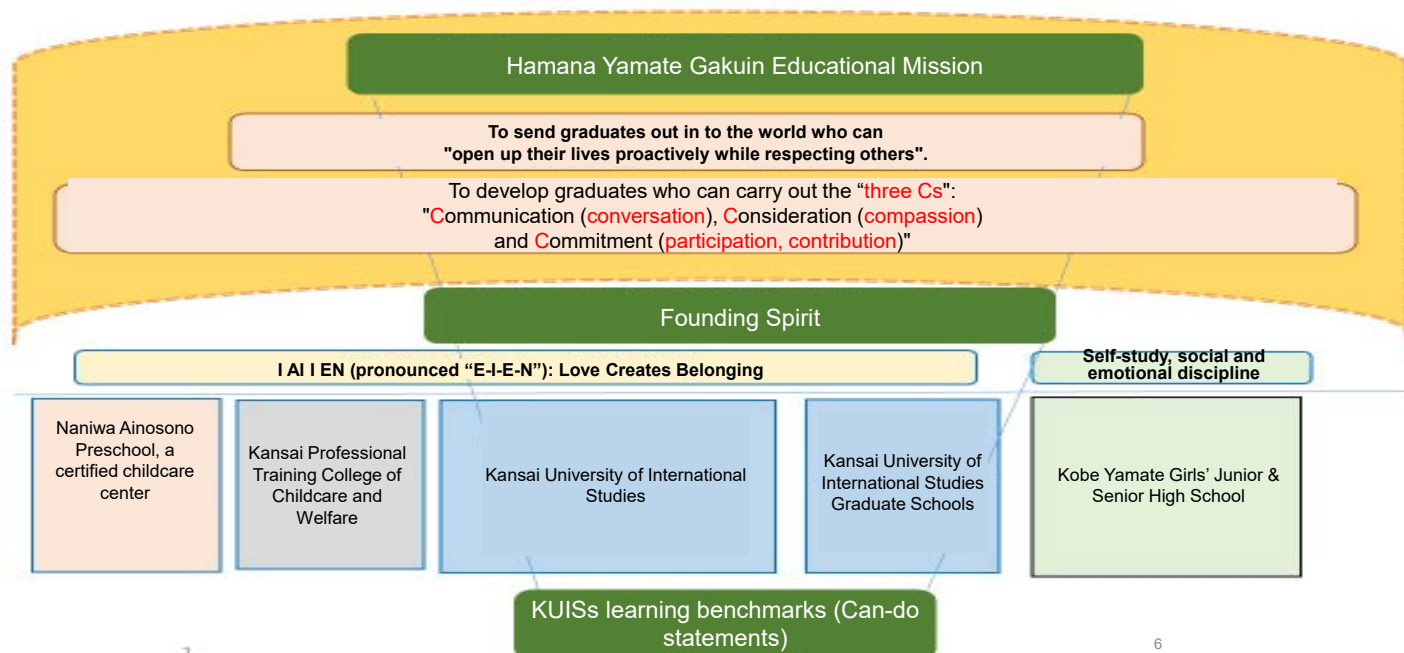 Hamana Yamate Gakuin Educational Mission
To send graduates out in to the world who can
"open up their lives proactively while respecting others".
To develop graduates who can carry out the “three Cs":
"Communication (conversation), Consideration (compassion)
and Commitment (participation, contribution)"
Founding Spirit
I AI I EN (pronounced “E-I-E-N”): Love Creates Belonging
Self-study, social and
emotional discipline
Naniwa Ainosono
Preschool, a
certified childcare
center
Kansai Professional
Training College of
Childcare and
Welfare
Kansai University of International
Studies
Kansai University of
International Studies
Graduate Schools
Kobe Yamate Girls’ Junior &
Senior High School
KUISs learning benchmarks (Can-do
statements)
6